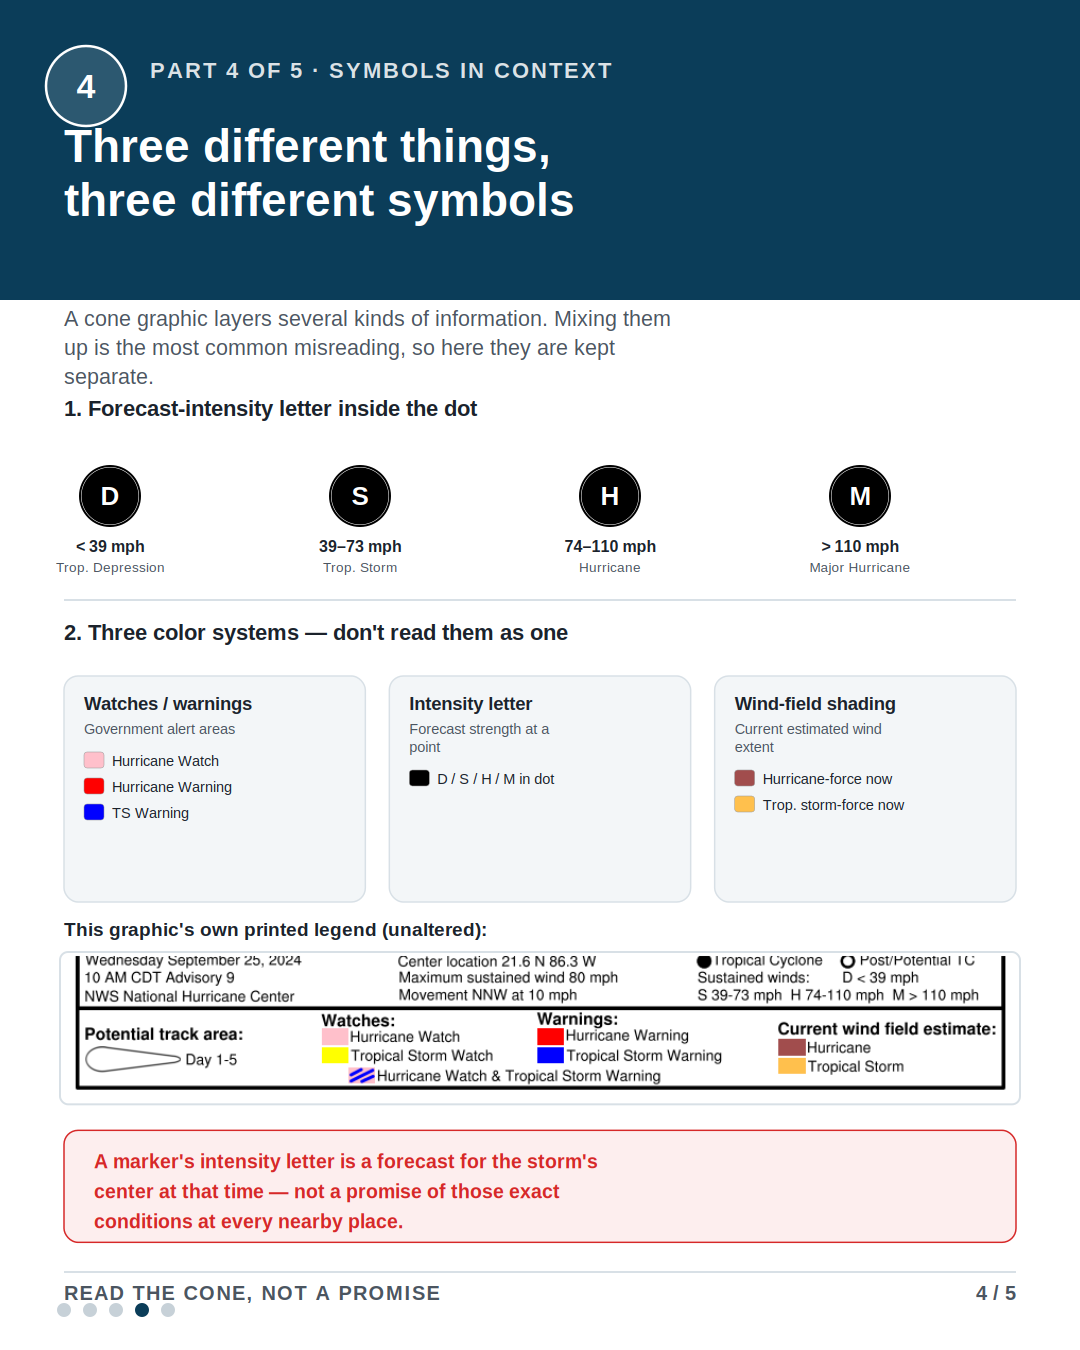 4
PART 4 OF 5 · SYMBOLS IN CONTEXT
Three different things,
three different symbols
A cone graphic layers several kinds of information. Mixing them
up is the most common misreading, so here they are kept
separate.
1. Forecast-intensity letter inside the dot
D S H M
< 39 mph 39–73 mph 74–110 mph > 110 mph
Trop. Depression Trop. Storm Hurricane Major Hurricane
2. Three color systems — don't read them as one
Watches / warnings
Government alert areas
Hurricane Watch
Hurricane Warning
TS Warning
Intensity letter
Forecast strength at a
point
D / S / H / M in dot
Wind-field shading
Current estimated wind
extent
Hurricane-force now
Trop. storm-force now
This graphic's own printed legend (unaltered):
Wednesday September 25, 2024
10 AM CDT Advisory 9
NWS National Hurricane Center
Center location 21.6 N 86.3 W
Maximum sustained wind 80 mph
Movement NNW at 10 mph
Tropical Cyclone Post/Potential TC
Sustained winds: D < 39 mph
S 39-73 mph H 74-110 mph M > 110 mph
Potential track area:
Day 1-5
Watches:
Hurricane Watch
Tropical Storm Watch
Warnings:
Hurricane Warning
Tropical Storm Warning
Hurricane Watch & Tropical Storm Warning
Current wind field estimate:
Hurricane
Tropical Storm
A marker's intensity letter is a forecast for the storm's
center at that time — not a promise of those exact
conditions at every nearby place.
READ THE CONE, NOT A PROMISE
4 / 5